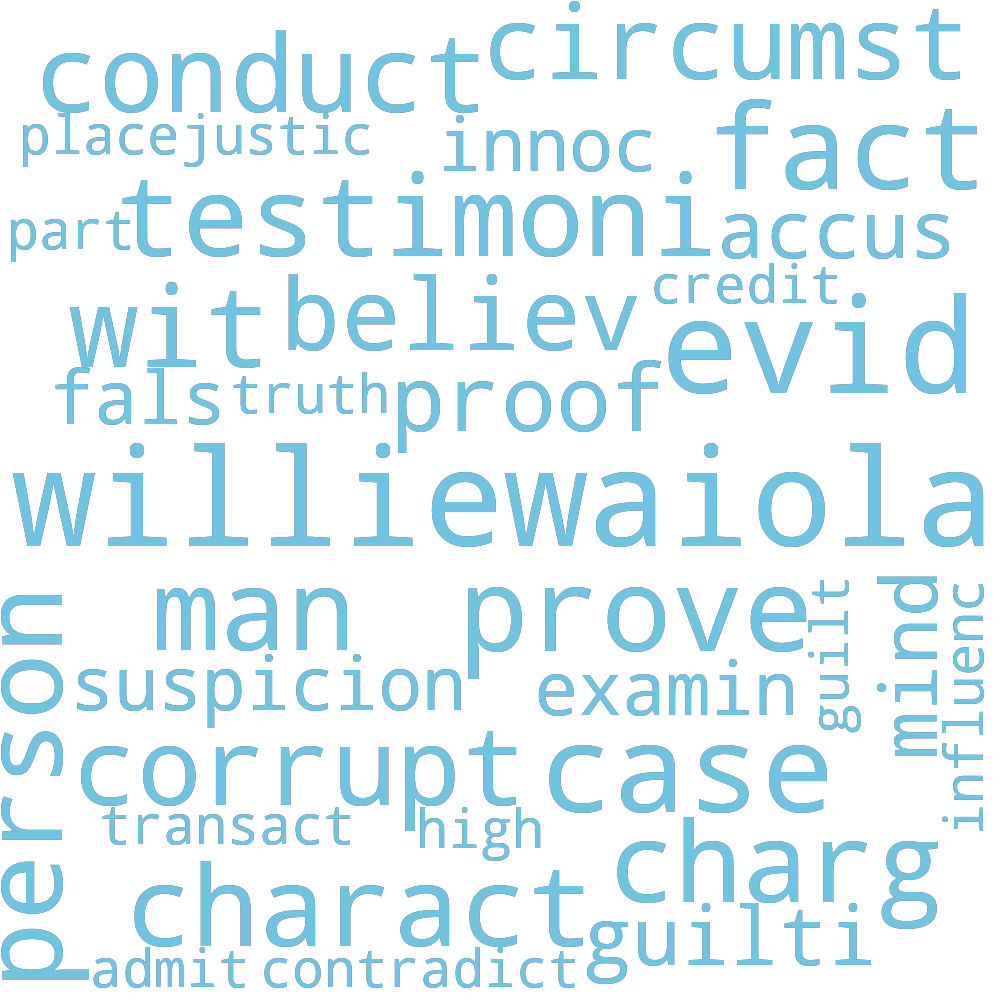 circumst
conduct
placejustic
innoc
fact
testimoni
part
accus
credit
wit
believ
evid
fals
truth
proof
williewaiola
person
man
prove
guilt
mind
influenc
suspicion
examin
corrupt
case
transact
high
charg
charact
guilti
admit
contradict